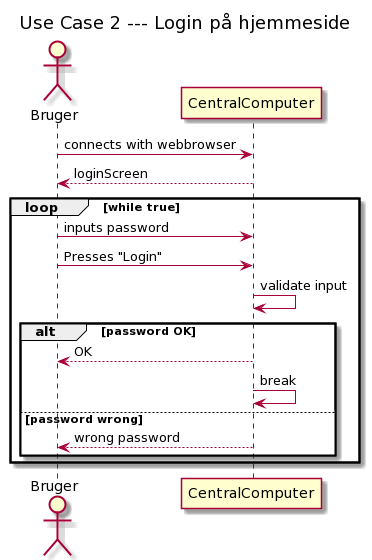 Use Case 2 --- Login på hjemmeside
Bruger
CentralComputer
connects with webbrowser
loginScreen
loop [while true]
inputs password
Presses "Login"
validate input
alt [password OK]
OK
break
[password wrong]
wrong password
Bruger
CentralComputer